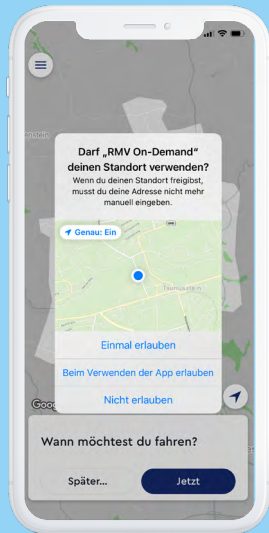 enstein
Darf „RMV On-Demand“
deinen Standort verwenden?
Wenn du deinen Standort freigibst,
musst du deine Adresse nicht mehr
manuell eingeben.
Genau: Ein
Taunusstein
Einmal erlauben
Beim Verwenden der App erlauben
Nicht erlauben
Goog
Wann möchtest du fahren?
Später... Jetzt